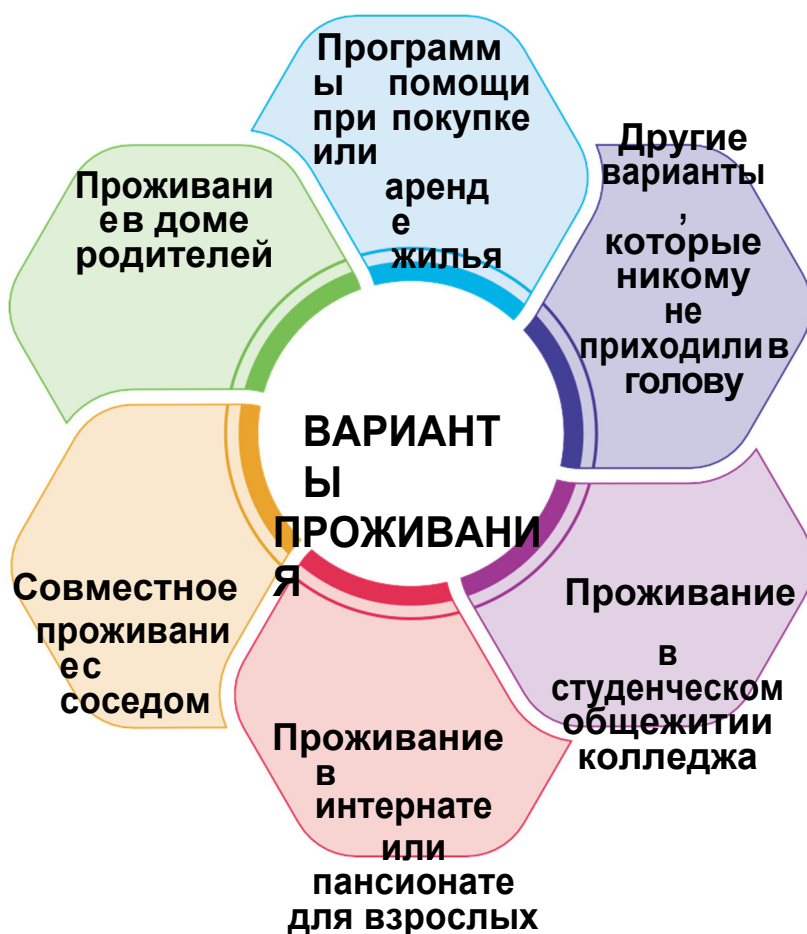 Программ
ы помощи
при покупке
или
аренд
е
жилья
Другие
варианты
,
которые
никому
не
приходили в
голову
Проживание
в
студенческом
общежитии
колледжа
Проживание
в
интернате
или
пансионате
для взрослых
Совместное
проживани
е с
соседом
Проживани
е в доме
родителей
ВАРИАНТ
Ы
ПРОЖИВАНИ
Я